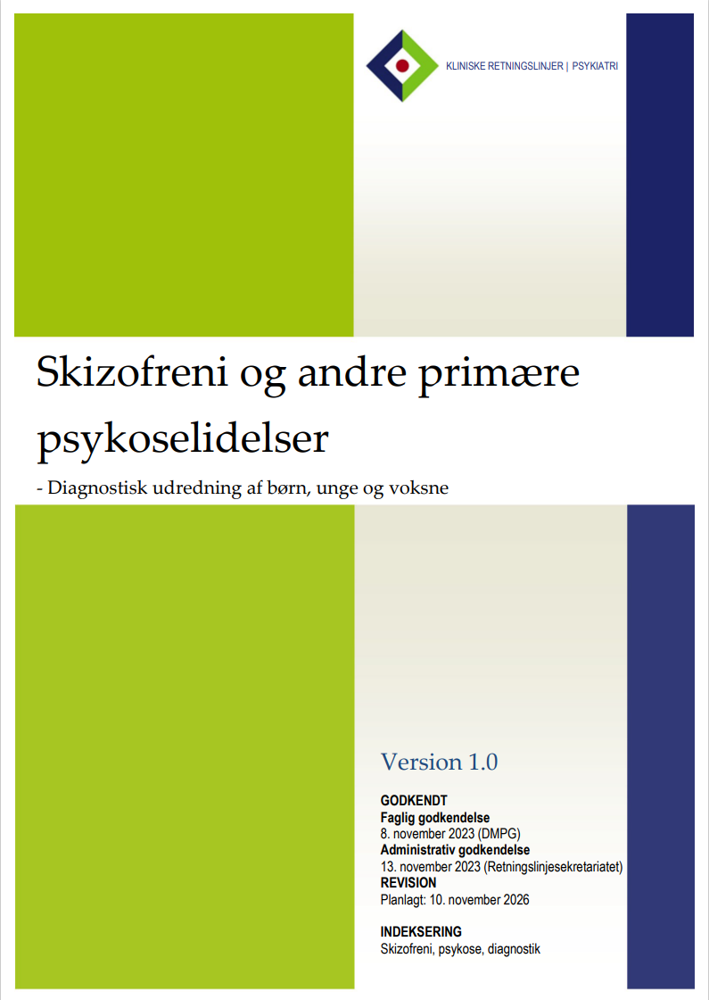 KLINISKE RETNINGSLINJER | PSYKIATRI
Skizofreni og andre primære
psykoselidelser
- Diagnostisk udredning af børn, unge og voksne
Version 1.0
GODKENDT
Faglig godkendelse
8. november 2023 (DMPG)
Administrativ godkendelse
13. november 2023 (Retningslinjesekretariatet)
REVISION
Planlagt: 10. november 2026
INDEKSERING
Skizofreni, psykose, diagnostik